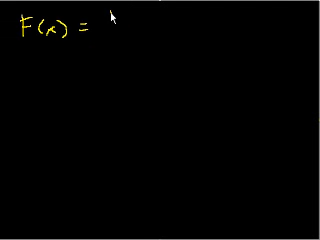 F(x) =